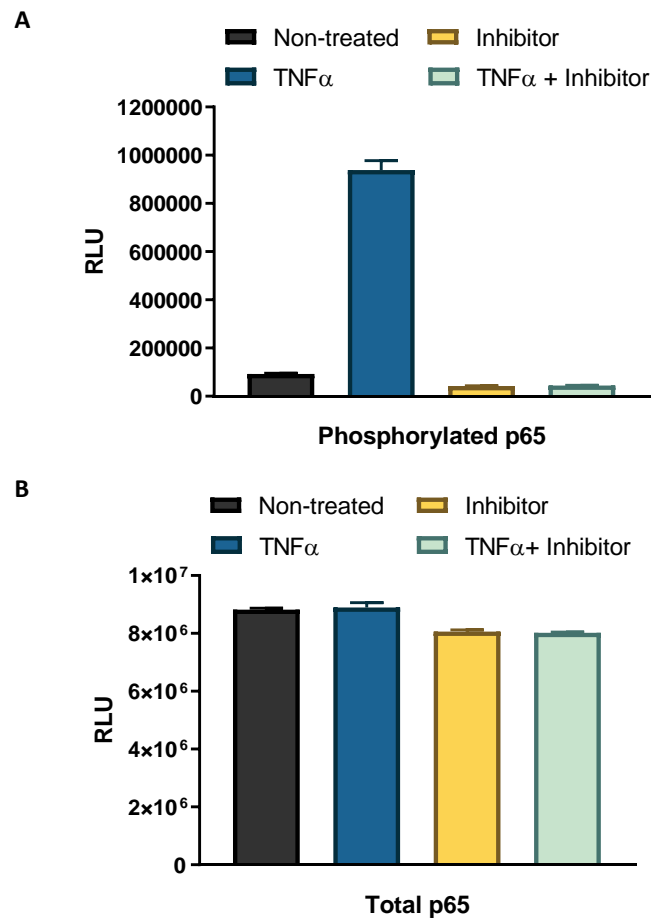 A
Non-treated Inhibitor
TNFα TNFα + Inhibitor
1200000
1000000
800000
600000
400000
200000
0
RLU
Phosphorylated p65
B
Non-treated Inhibitor
TNFα TNFα+ Inhibitor
1×10⁷
8×10⁶
6×10⁶
4×10⁶
2×10⁶
0
RLU
Total p65